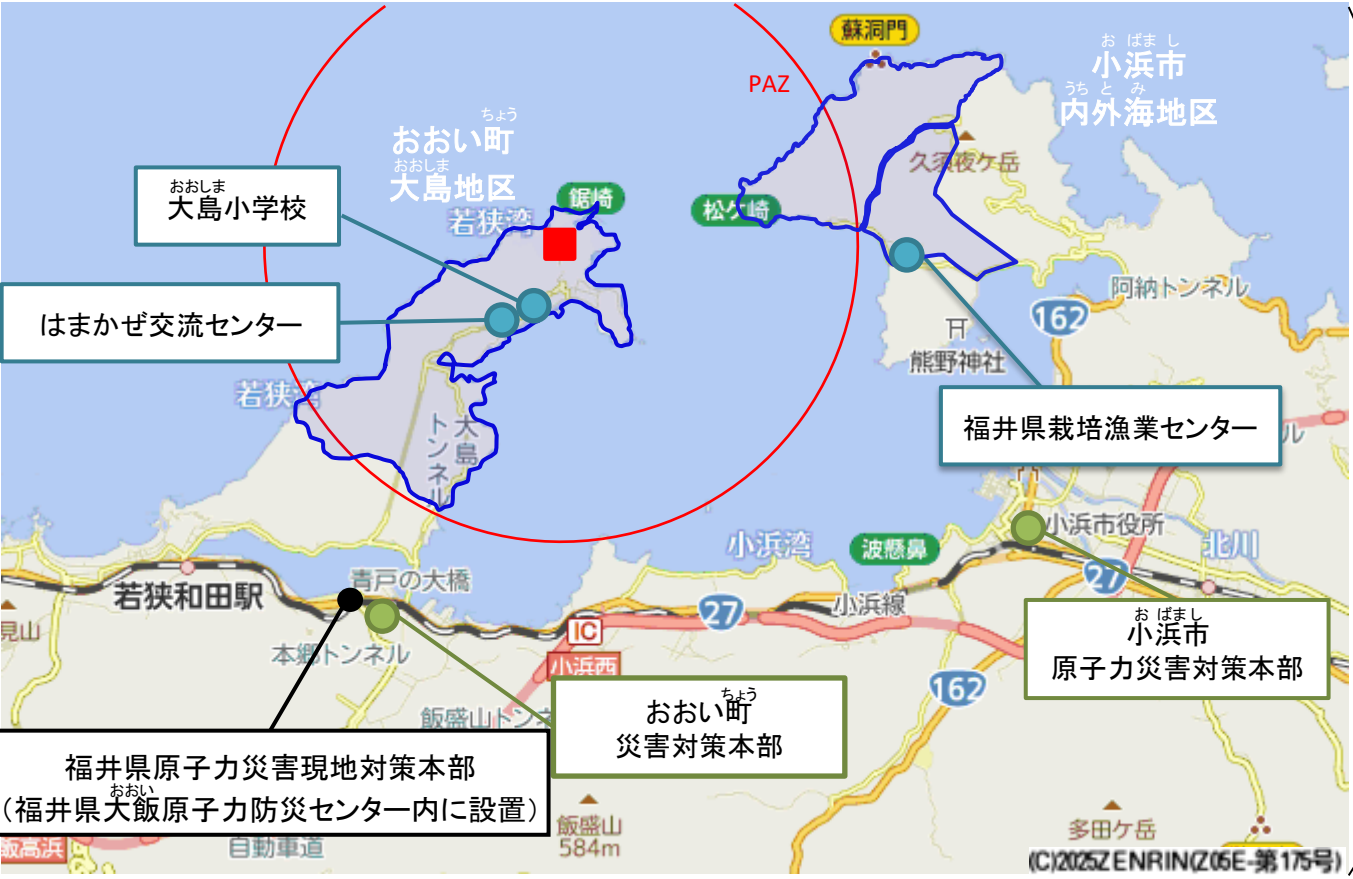 蘇洞門
お ばま し
小浜市
うち と み
内外海地区
PAZ
ちょう
おおい町
おおしま
大島地区
久須夜ケ岳
おおしま
大島小学校
鋸崎
松ケ崎
若狭湾
阿納トンネル
162
はまかぜ交流センター
熊野神社
若狭湾
大島
トンネル
福井県栽培漁業センター
ル
小浜市役所
小浜湾
波懸鼻
北川
27
青戸の大橋
若狭和田駅
27
小浜線
IC
小浜西
見山
本郷トンネル
お ばまし
小浜市
原子力災害対策本部
162
ちょう
おおい町
災害対策本部
飯盛山トンネ
福井県原子力災害現地対策本部
おおい
（福井県大飯原子力防災センター内に設置）
飯盛山
584m
多田ケ岳
飯高浜
自動車道
(C)2025ZENRIN(Z05E-第175号)